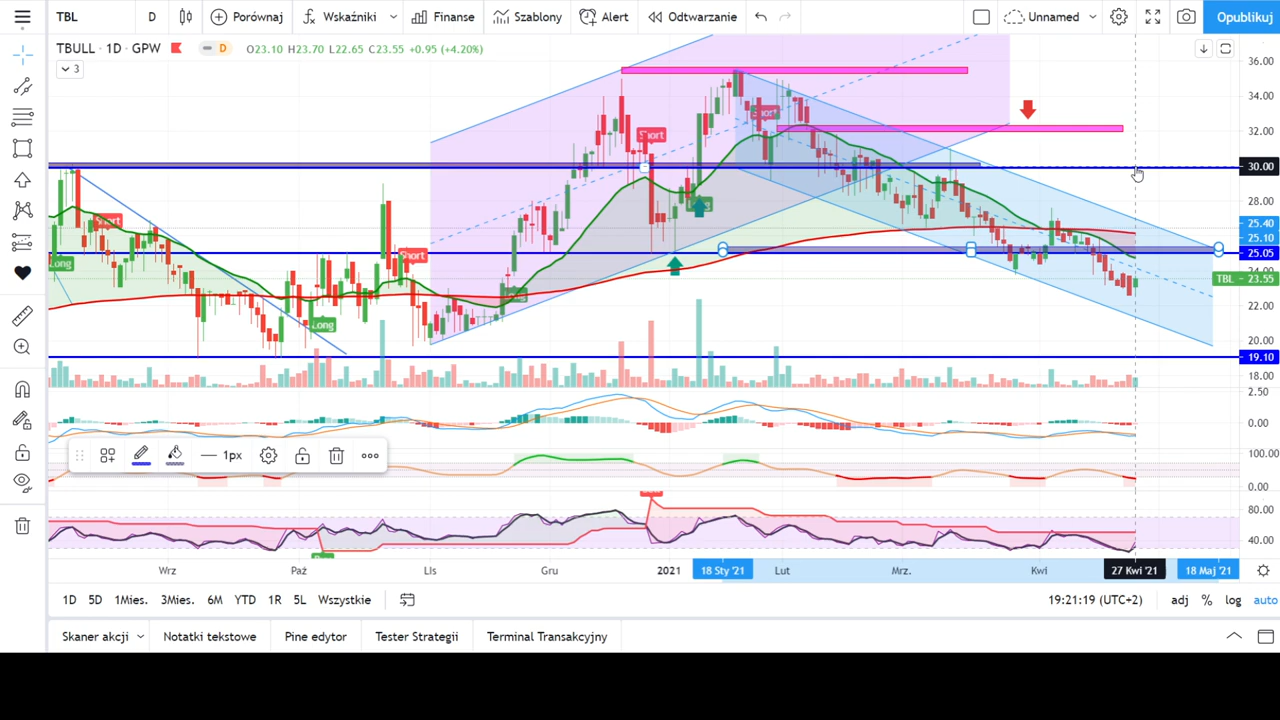 TBL D Porównaj Wskaźniki Finanse Szablony Alert Odtwarzanie Unnamed Opublikuj
TBULL · 1D · GPW D O23.10 H23.70 L22.65 C23.55 +0.95 (+4.20%)
3
36.00
34.00
32.00
30.00
28.00
25.40
25.10
25.05
TBL 23.55
22.00
20.00
19.10
18.00
2.50
0.00
100.00
0.00
80.00
40.00
Short
Short
Short
Short
Short
Long
Long
Long
Long
1px
Wrz Paź Lis Gru 2021 18 Sty '21 Lut Mrz. Kwi 27 Kwi '21 18 Maj '21
1D 5D 1Mies. 3Mies. 6M YTD 1R 5L Wszystkie 19:21:19 (UTC+2) adj % log auto
Skaner akcji Notatki tekstowe Pine edytor Tester Strategii Terminal Transakcyjny